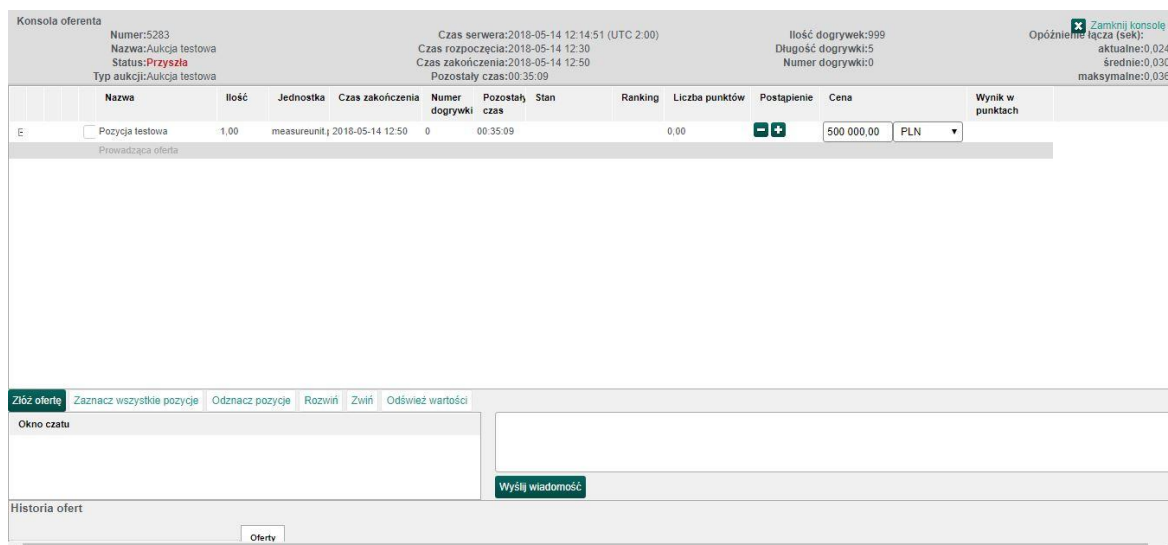 Konsola oferenta
Zamknij konsolę
Numer:5283 Czas serwera:2018-05-14 12:14:51 (UTC 2:00) Ilość dogrywek:999 Opóźnienie łącza (sek):
Nazwa:Aukcja testowa Czas rozpoczęcia:2018-05-14 12:30 Długość dogrywki:5 aktualne:0,024
Status:Przyszła Czas zakończenia:2018-05-14 12:50 Numer dogrywki:0 średnie:0,030
Typ aukcji:Aukcja testowa Pozostały czas:00:35:09 maksymalne:0,036
Nazwa Ilość Jednostka Czas zakończenia Numer dogrywki Pozostały czas Stan Ranking Liczba punktów Postąpienie Cena Wynik w punktach
Pozycja testowa 1,00 measureunit. 2018-05-14 12:50 0 00:35:09 0,00 500 000,00 PLN
Prowadząca oferta
Złóż ofertę Zaznacz wszystkie pozycje Odznacz pozycje Rozwiń Zwiń Odśwież wartości
Okno czatu
Wyślij wiadomość
Historia ofert
Oferty